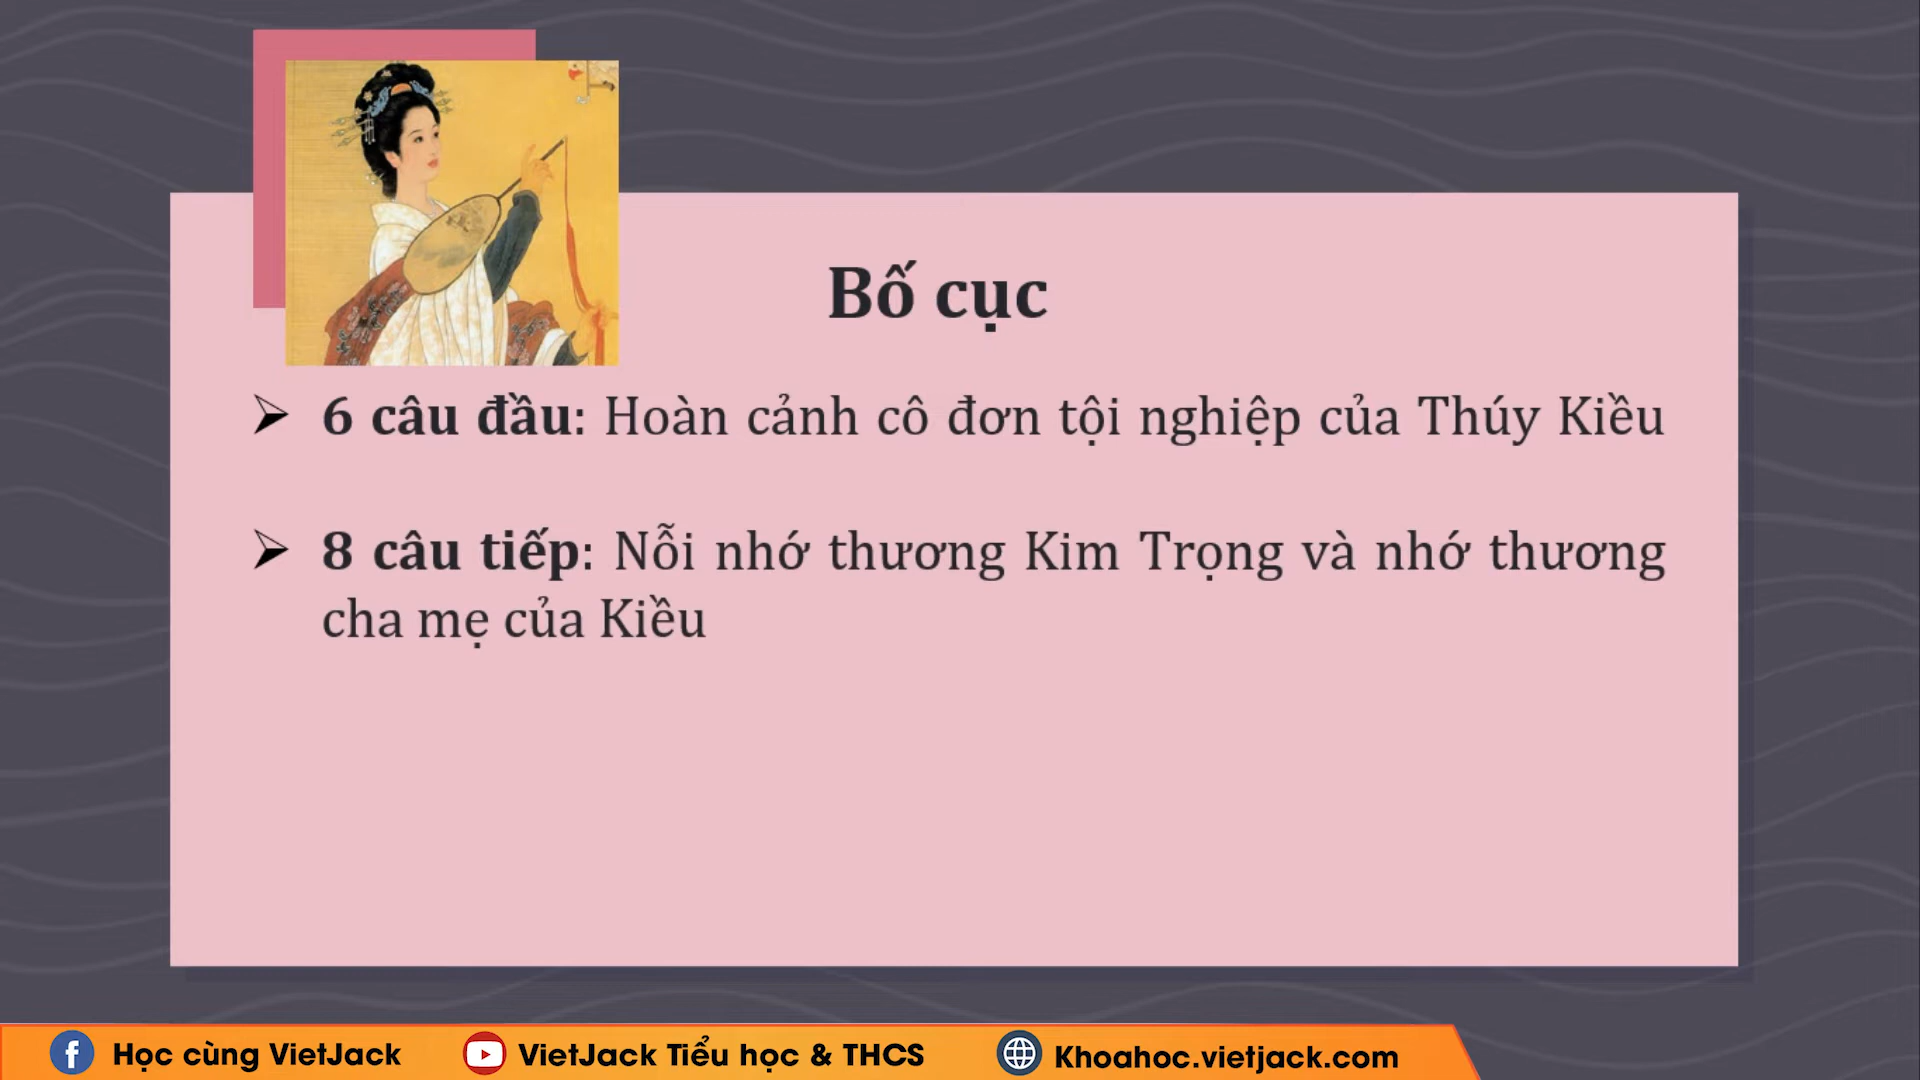 Bố cục
6 câu đầu: Hoàn cảnh cô đơn tội nghiệp của Thúy Kiều
8 câu tiếp: Nỗi nhớ thương Kim Trọng và nhớ thương
cha mẹ của Kiều
Học cùng VietJack
VietJack Tiểu học & THCS
Khoahoc.vietjack.com